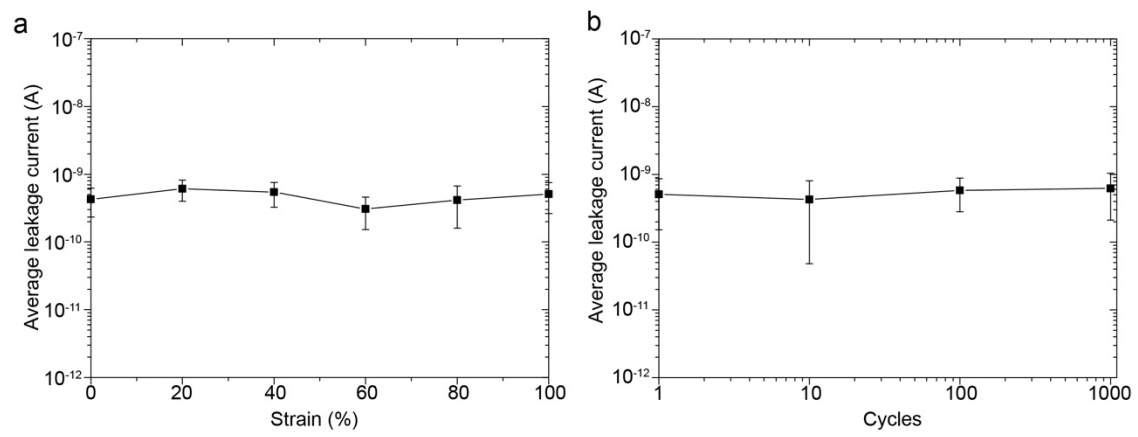 a
Average leakage current (A)
10⁻⁷
10⁻⁸
10⁻⁹
10⁻¹⁰
10⁻¹¹
10⁻¹²
0 20 40 60 80 100
Strain (%)
b
Average leakage current (A)
10⁻⁷
10⁻⁸
10⁻⁹
10⁻¹⁰
10⁻¹¹
10⁻¹²
1 10 100 1000
Cycles